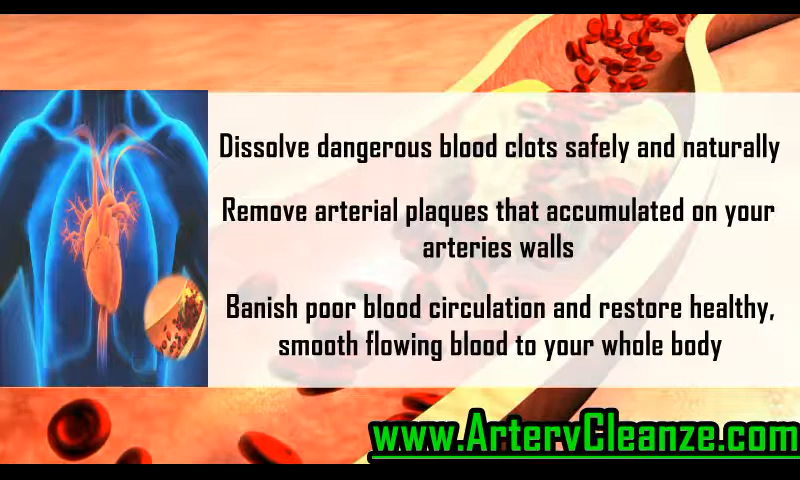 Dissolve dangerous blood clots safely and naturally
Remove arterial plaques that accumulated on your
arteries walls
Banish poor blood circulation and restore healthy,
smooth flowing blood to your whole body
www.ArteryCleanze.com